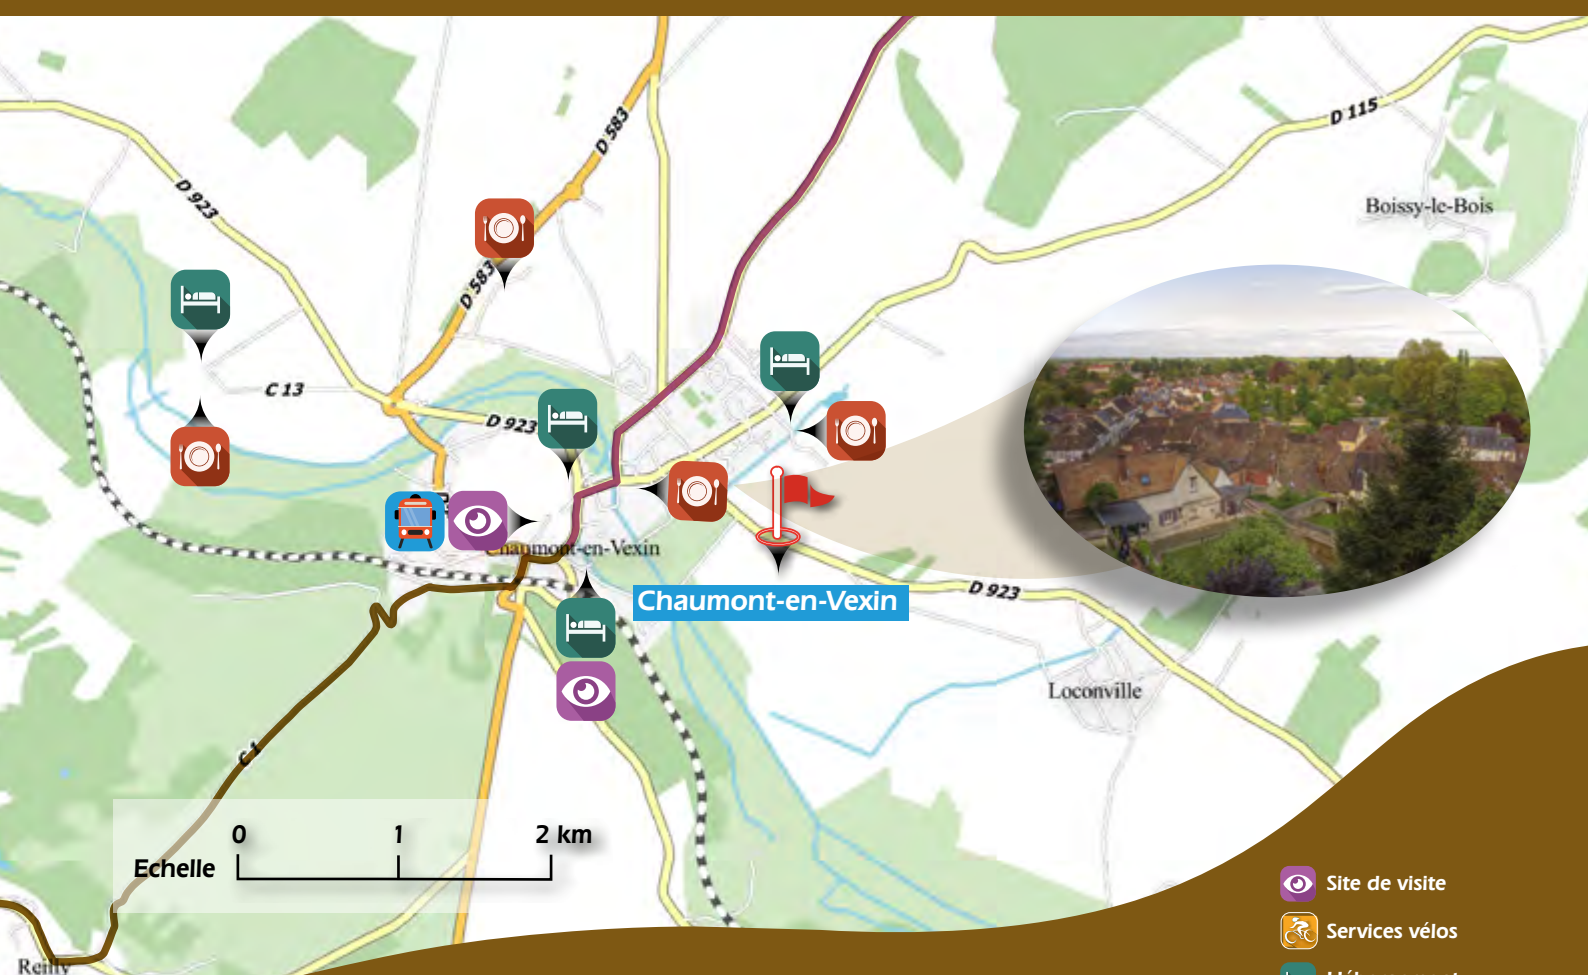 D 583
D 115
D 923
Boissy-le-Bois
D 583
C 13
D 923
Chaumont-en-Vexin
Chaumont-en-Vexin
D 923
Loconville
C 1
0 1 2 km
Echelle
Site de visite
Services vélos
Reilly